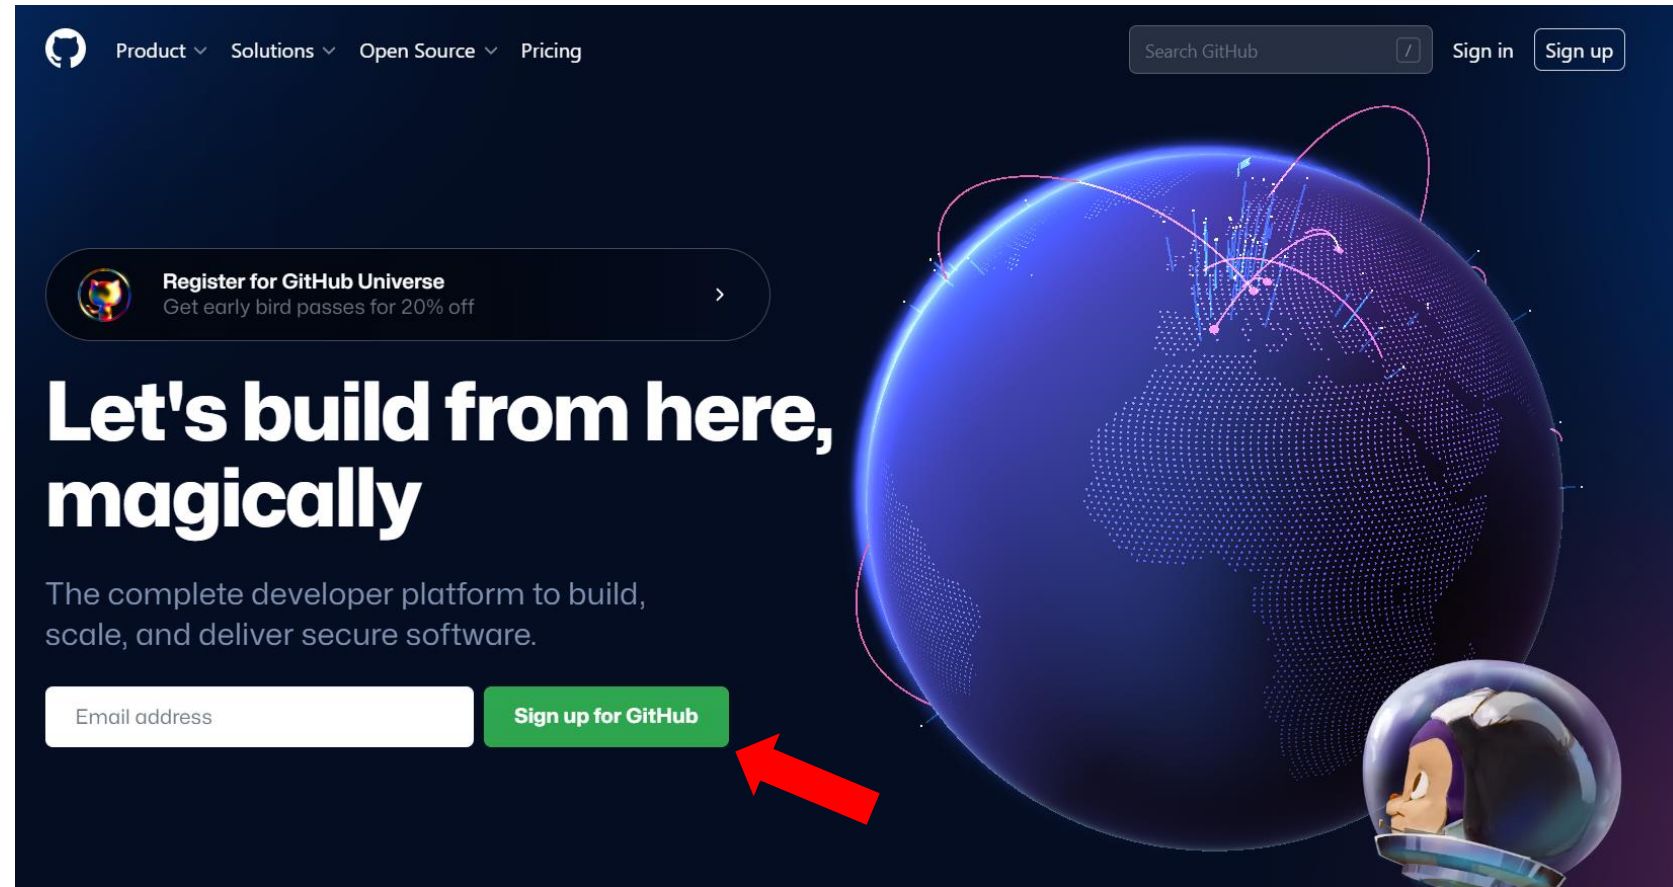 Product
Solutions
Open Source
Pricing
Search GitHub
/
Sign in
Sign up
Register for GitHub Universe
Get early bird passes for 20% off
Let's build from here,
magically
The complete developer platform to build,
scale, and deliver secure software.
Email address
Sign up for GitHub